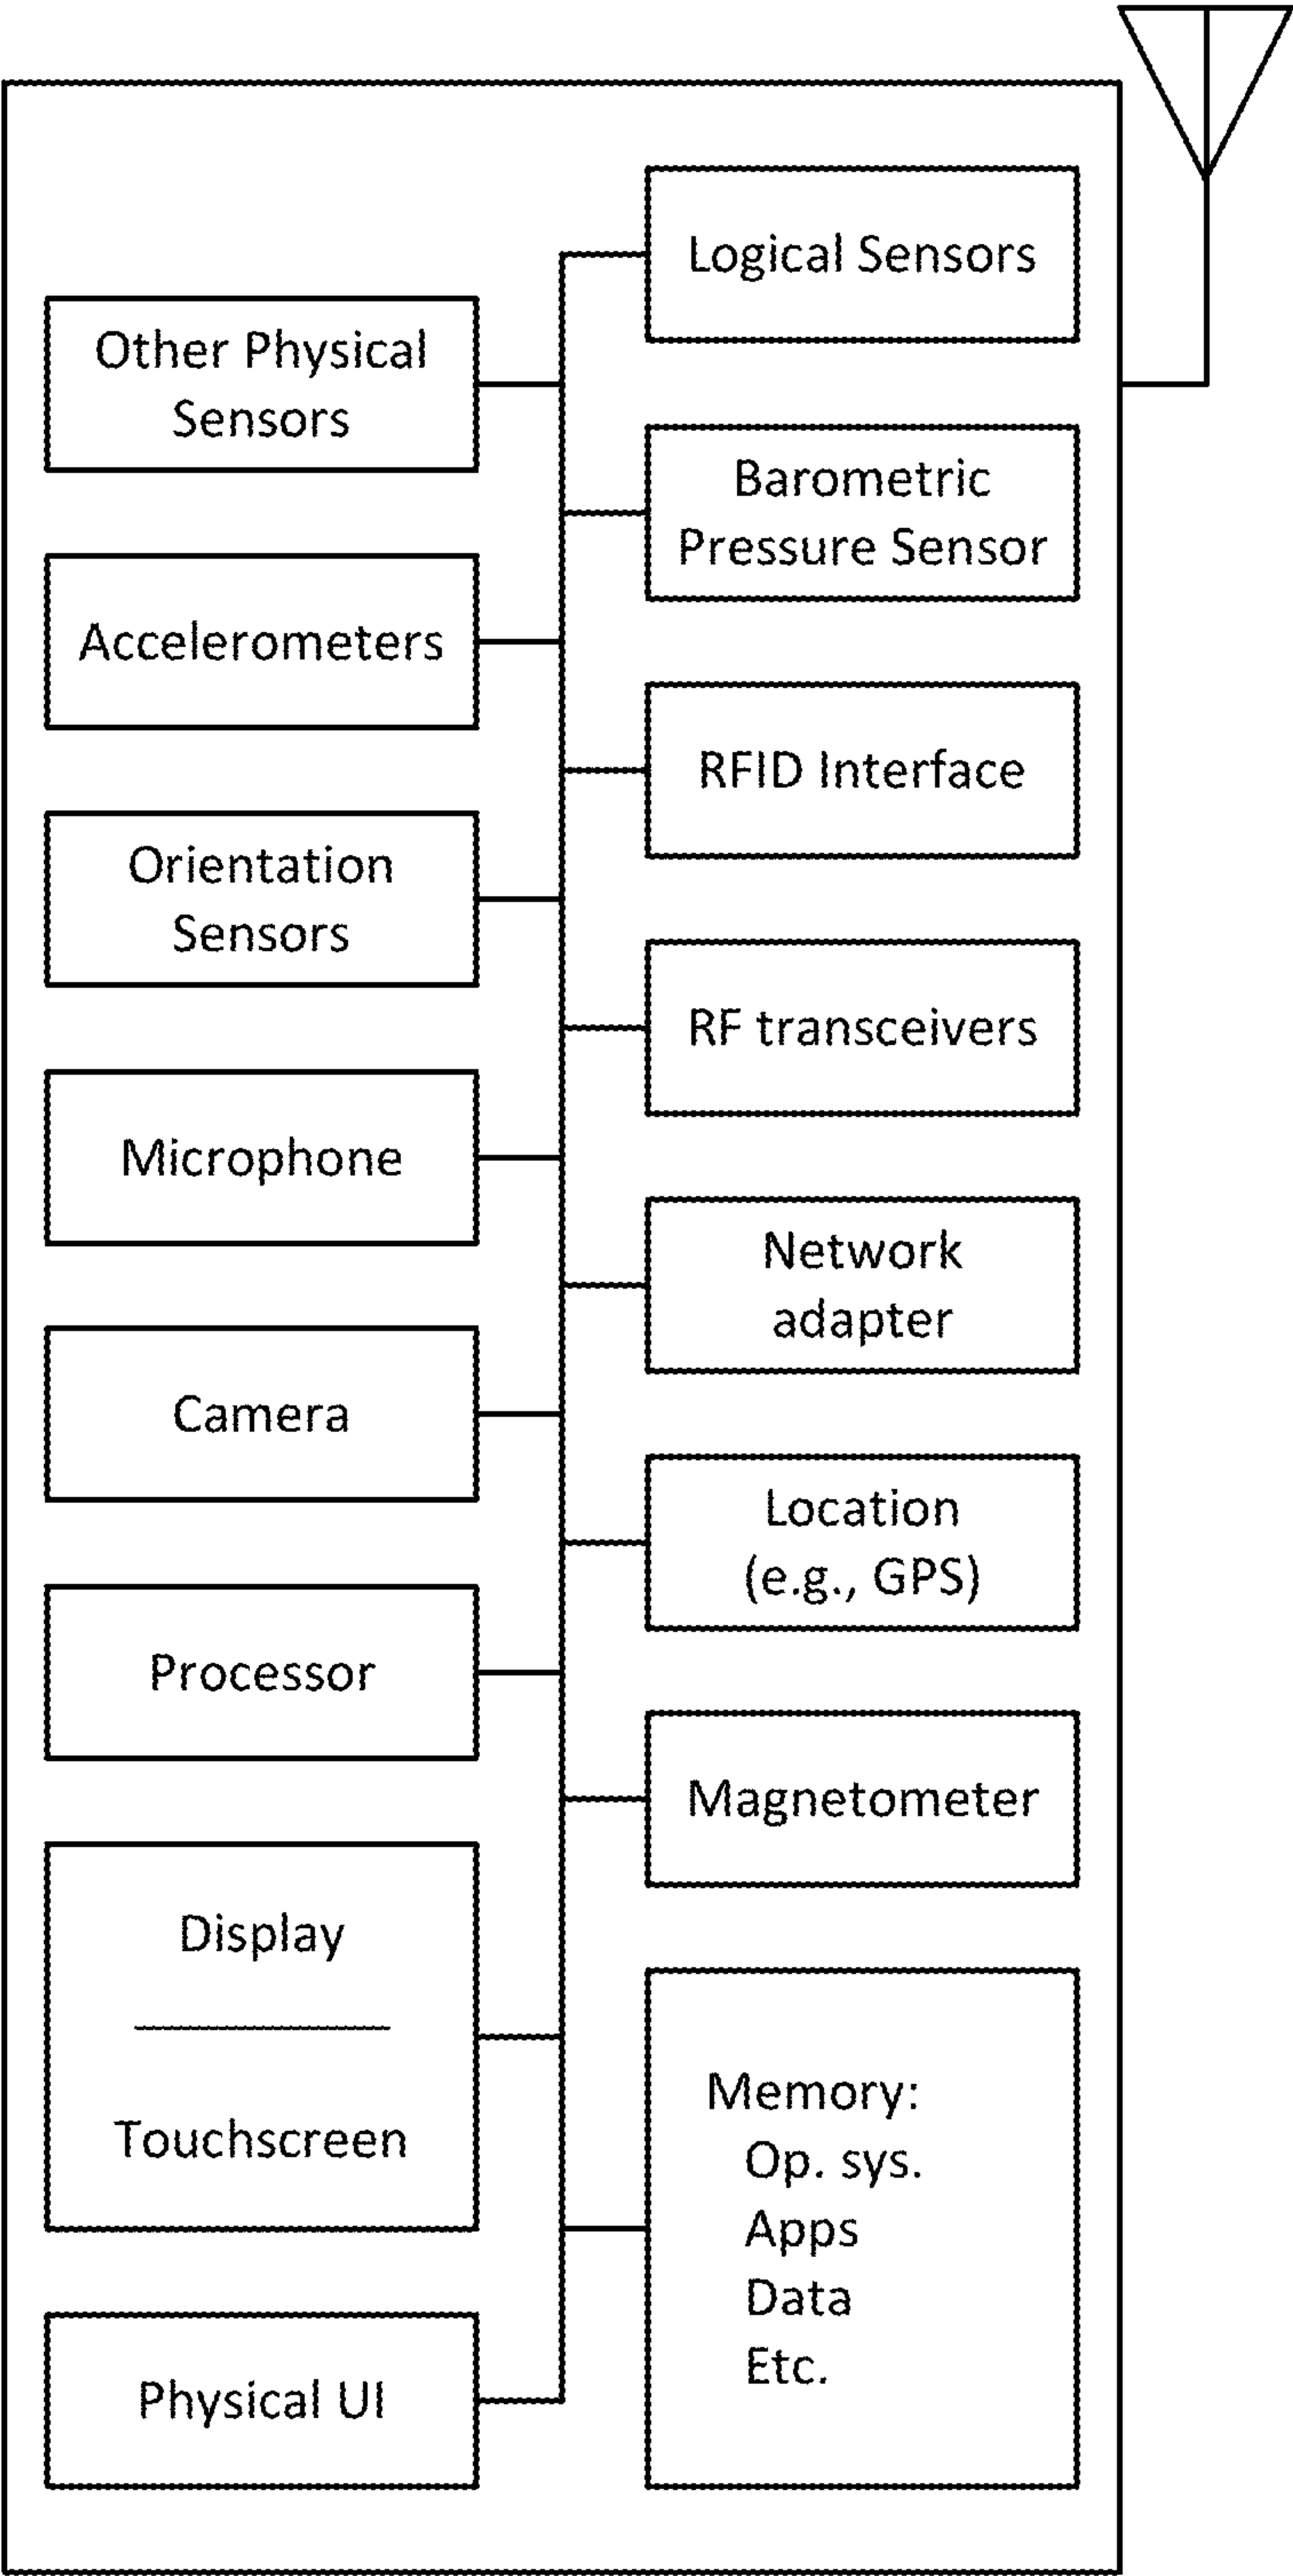 Logical Sensors
Other Physical
Sensors
Barometric
Pressure Sensor
Accelerometers
RFID Interface
Orientation
Sensors
RF transceivers
Microphone
Network
adapter
Camera
Location
(e.g., GPS)
Processor
Magnetometer
Display
Touchscreen
Memory:
Op. sys.
Apps
Data
Etc.
Physical UI